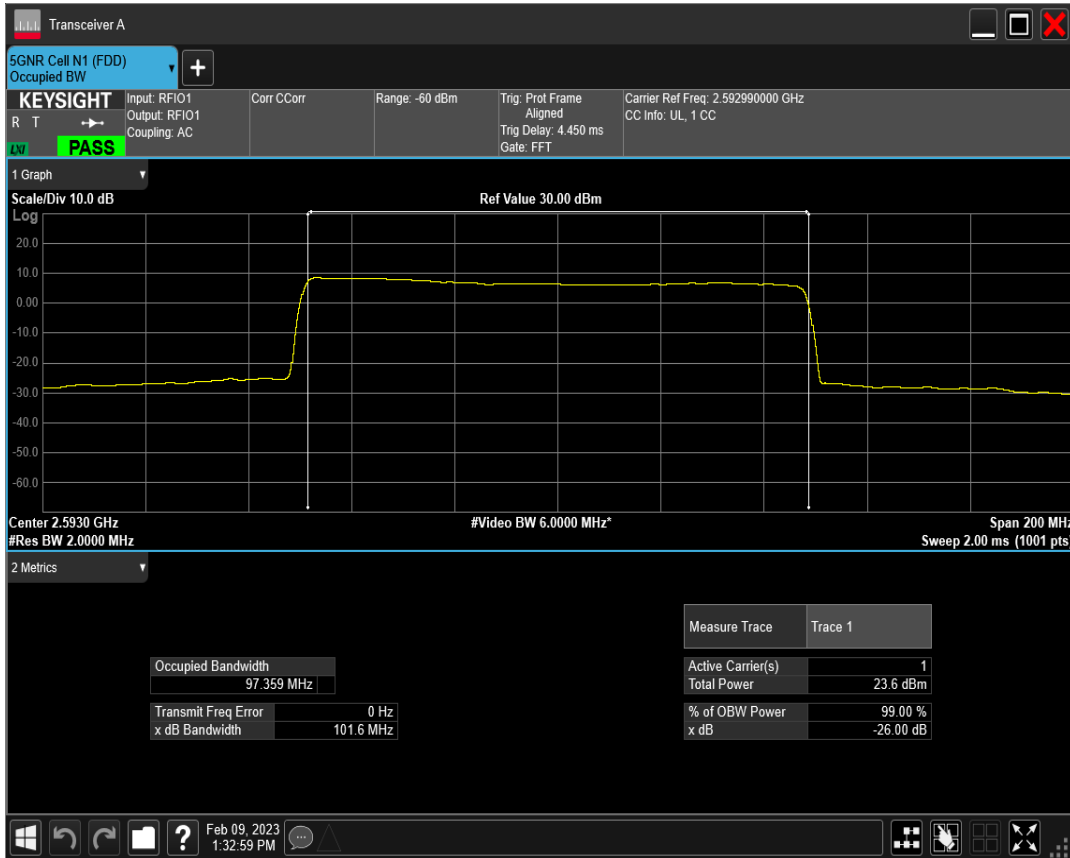 Transceiver A
5GNR Cell N1 (FDD)
Occupied BW
+
KEYSIGHT
R T
LXI
PASS
Input: RFIO1
Output: RFIO1
Coupling: AC
Corr CCorr
Range: -60 dBm
Trig: Prot Frame
Aligned
Trig Delay: 4.450 ms
Gate: FFT
Carrier Ref Freq: 2.592990000 GHz
CC Info: UL, 1 CC
1 Graph
Scale/Div 10.0 dB
Ref Value 30.00 dBm
Log
20.0
10.0
0.00
-10.0
-20.0
-30.0
-40.0
-50.0
-60.0
Center 2.5930 GHz
#Video BW 6.0000 MHz*
Span 200 MHz
#Res BW 2.0000 MHz
Sweep 2.00 ms (1001 pts)
2 Metrics
Measure Trace Trace 1
Occupied Bandwidth
97.359 MHz
Active Carrier(s) 1
Total Power 23.6 dBm
Transmit Freq Error 0 Hz
x dB Bandwidth 101.6 MHz
% of OBW Power 99.00 %
x dB -26.00 dB
?
Feb 09, 2023
1:32:59 PM